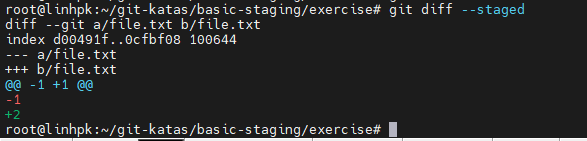 root@linhpk:~/git-katas/basic-staging/exercise# git diff --staged
diff --git a/file.txt b/file.txt
index d00491f..0cfbf08 100644
--- a/file.txt
+++ b/file.txt
@@ -1 +1 @@
-1
+2
root@linhpk:~/git-katas/basic-staging/exercise#